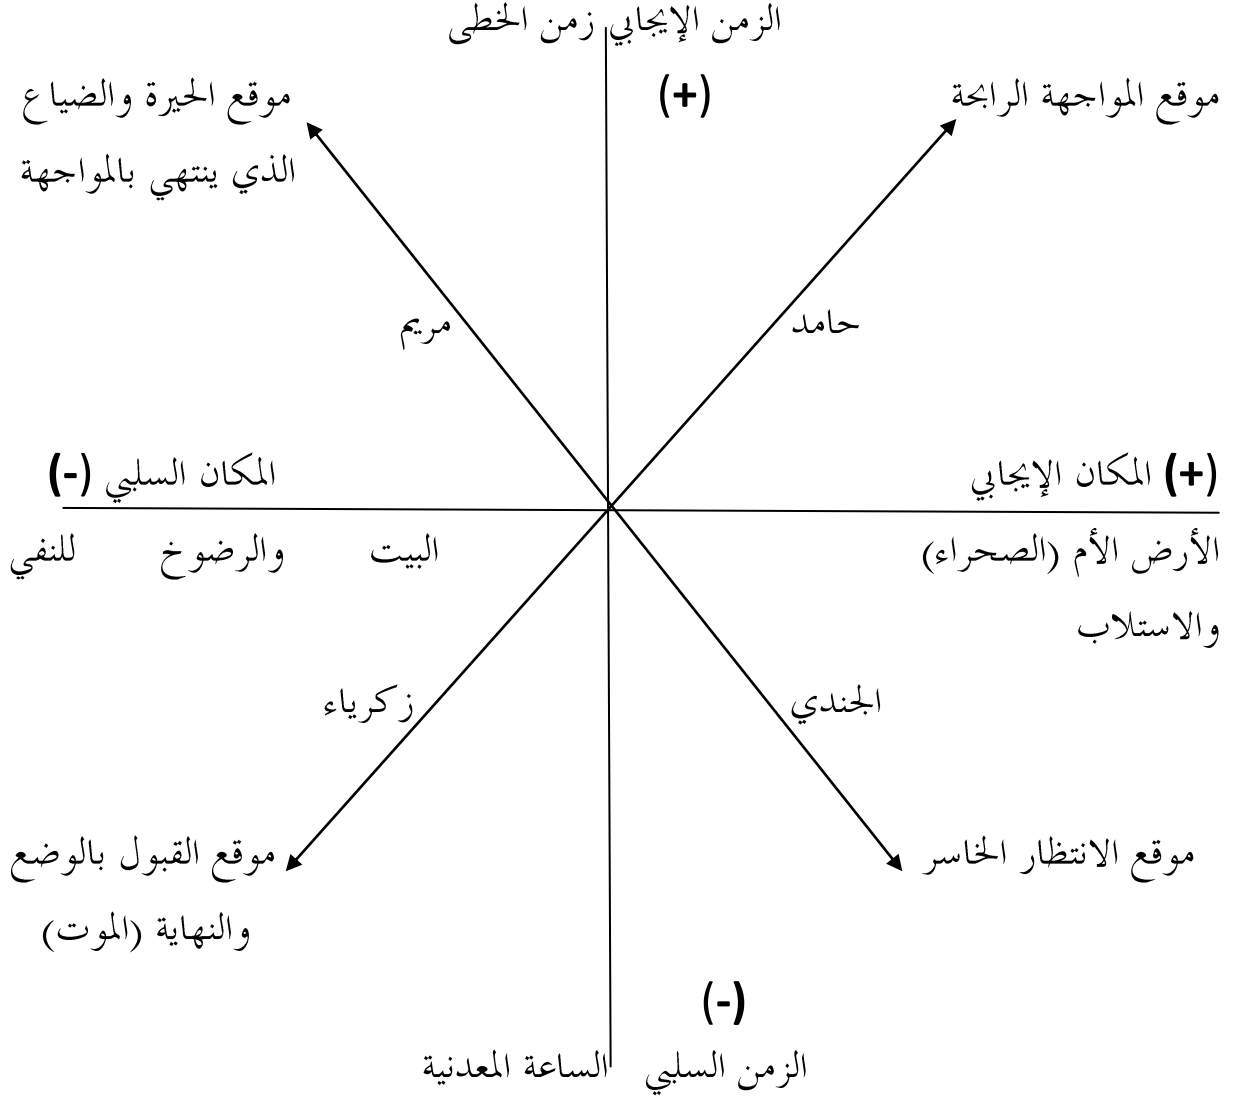 الزمن الإيجابي زمن الخطى
(+)
موقع المواجهة الرابحة
موقع الحيرة والضياع
الذي ينتهي بالمواجهة
حامد
مريم
(+) المكان الإيجابي
المكان السلبي (-)
الأرض الأم (الصحراء)
البيت والرضوخ للنفي
والاستلاب
الجندي
زكرياء
موقع الانتظار الخاسر
موقع القبول بالوضع
والنهاية (الموت)
(-)
الزمن السلبي الساعة المعدنية